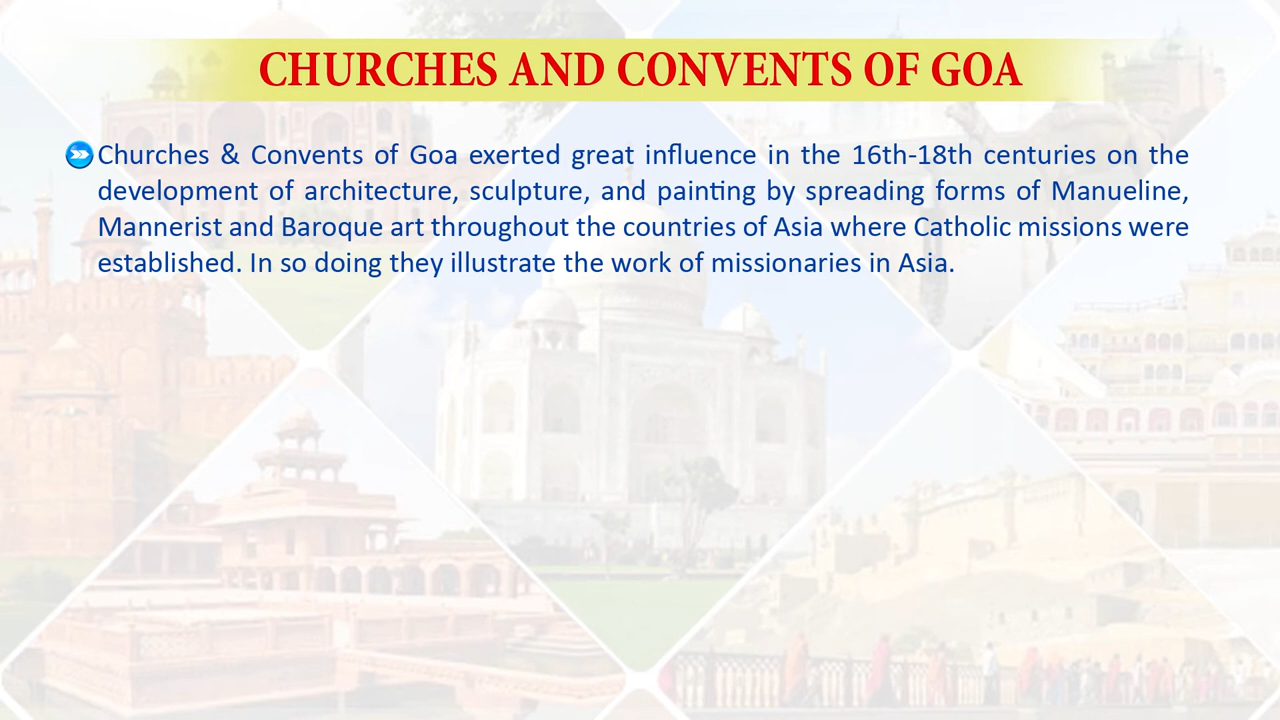 CHURCHES AND CONVENTS OF GOA
Churches & Convents of Goa exerted great influence in the 16th-18th centuries on the
development of architecture, sculpture, and painting by spreading forms of Manueline,
Mannerist and Baroque art throughout the countries of Asia where Catholic missions were
established. In so doing they illustrate the work of missionaries in Asia.